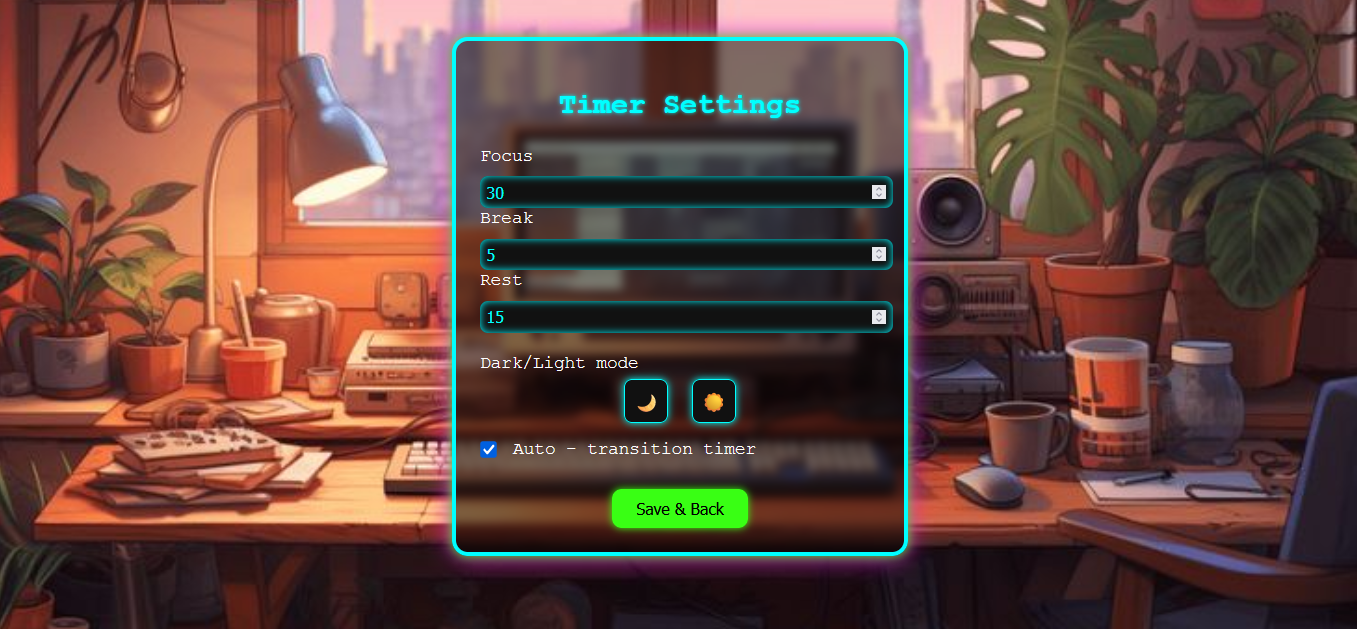 Timer Settings
Focus
30
Break
5
Rest
15
Dark/Light mode
Auto - transition timer
Save & Back